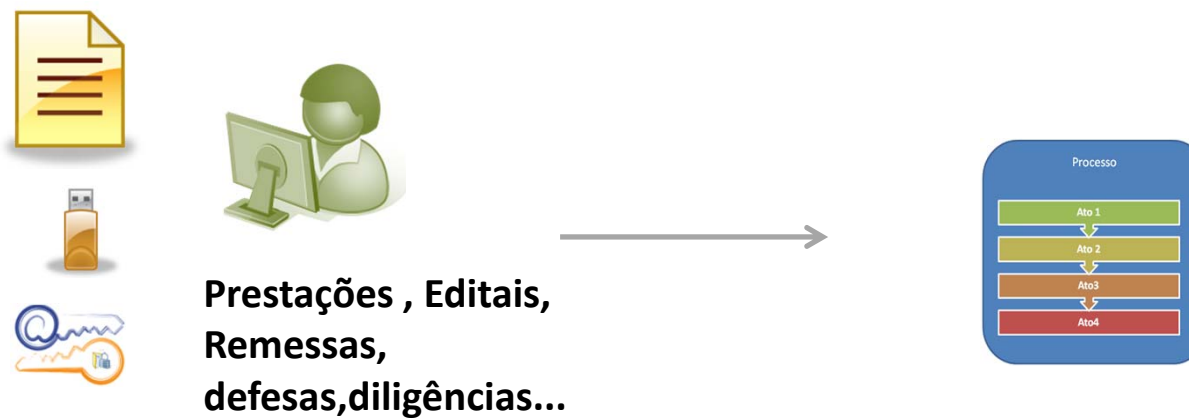 Prestações , Editais,
Remessas,
defesas,diligências...
Processo
Ato 1
Ato 2
Ato3
Ato4